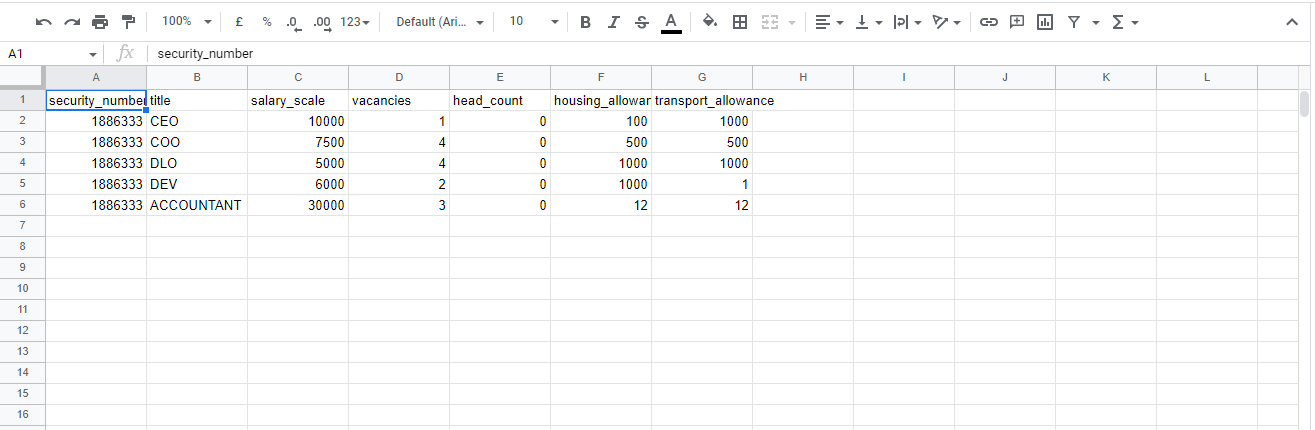 100% £ % .0 .00 123 Default (Ari... 10 B I S A
A1 fx security_number
A B C D E F G H I J K L
1 security_number title salary_scale vacancies head_count housing_allowan transport_allowance
2 1886333 CEO 10000 1 0 100 1000
3 1886333 COO 7500 4 0 500 500
4 1886333 DLO 5000 4 0 1000 1000
5 1886333 DEV 6000 2 0 1000 1
6 1886333 ACCOUNTANT 30000 3 0 12 12
7
8
9
10
11
12
13
14
15
16